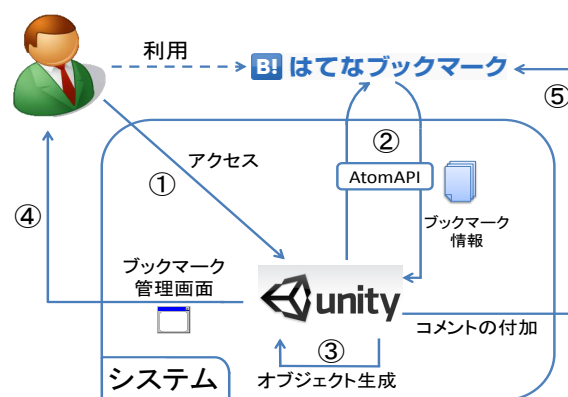 利用
B! はてなブックマーク
⑤
②
アクセス
①
AtomAPI
④
ブックマーク
情報
ブックマーク
管理画面
unity
コメントの付加
③
オブジェクト生成
システム